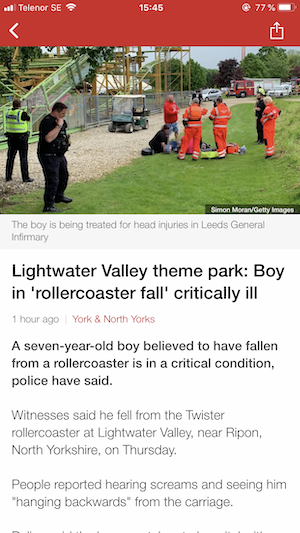 Telenor SE
15:45
77 %
Simon Moran/Getty Images
The boy is being treated for head injuries in Leeds General
Infirmary
Lightwater Valley theme park: Boy
in 'rollercoaster fall' critically ill
1 hour ago | York & North Yorks
A seven-year-old boy believed to have fallen
from a rollercoaster is in a critical condition,
police have said.
Witnesses said he fell from the Twister
rollercoaster at Lightwater Valley, near Ripon,
North Yorkshire, on Thursday.
People reported hearing screams and seeing him
"hanging backwards" from the carriage.